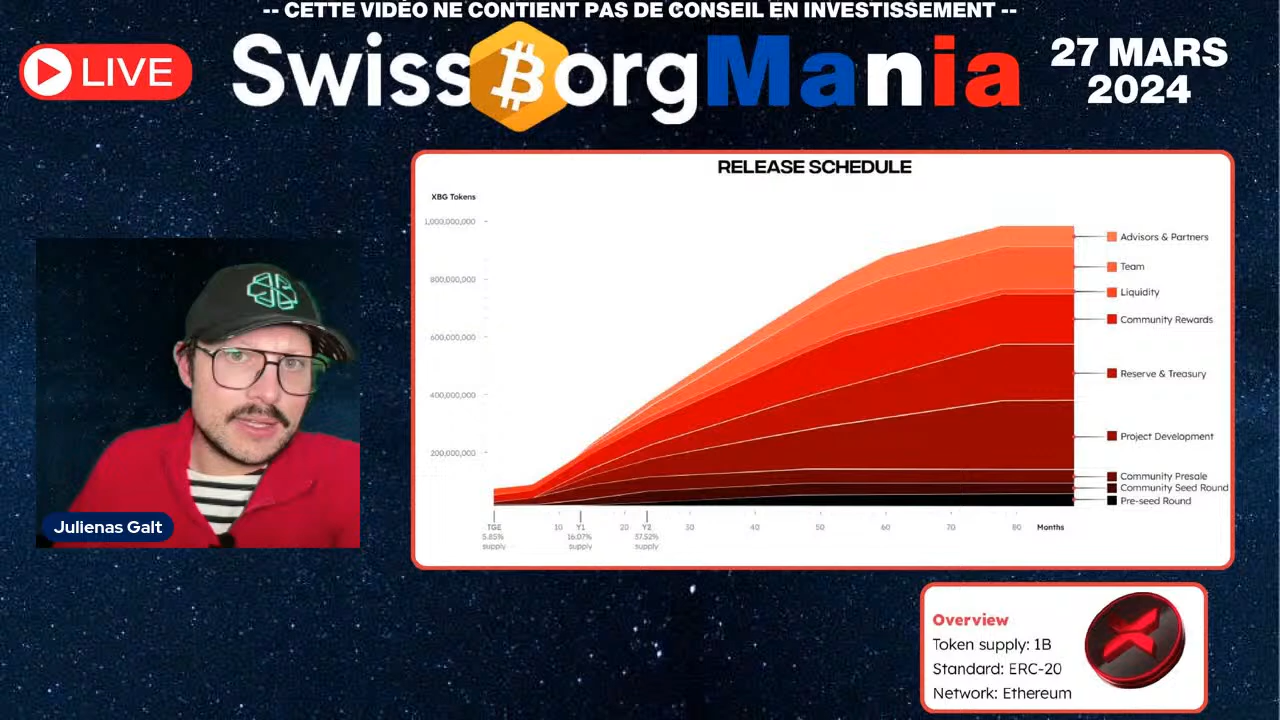 -- CETTE VIDÉO NE CONTIENT PAS DE CONSEIL EN INVESTISSEMENT --
LIVE
SwissBorgMania
27 MARS
2024
RELEASE SCHEDULE
XBG Tokens
1,000,000,000
800,000,000
600,000,000
400,000,000
200,000,000
Advisors & Partners
Team
Liquidity
Community Rewards
Reserve & Treasury
Project Development
Community Presale
Community Seed Round
Pre-seed Round
TGE 10 Y1 20 Y2 30 40 50 60 70 80 Months
5.85% 16.07% 37.52%
supply supply supply
Julienas Galt
Overview
Token supply: 1B
Standard: ERC-20
Network: Ethereum